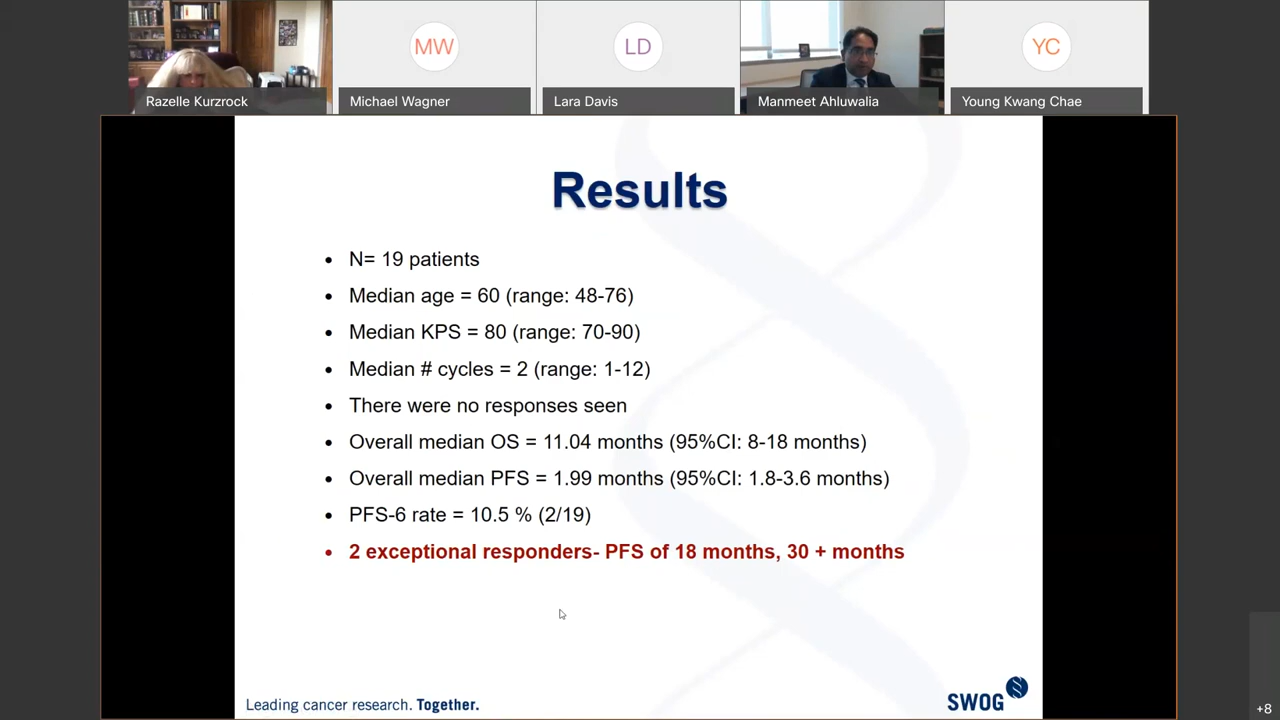 MW
LD
YC
Razelle Kurzrock
Michael Wagner
Lara Davis
Manmeet Ahluwalia
Young Kwang Chae
Results
• N= 19 patients
• Median age = 60 (range: 48-76)
• Median KPS = 80 (range: 70-90)
• Median # cycles = 2 (range: 1-12)
• There were no responses seen
• Overall median OS = 11.04 months (95%CI: 8-18 months)
• Overall median PFS = 1.99 months (95%CI: 1.8-3.6 months)
• PFS-6 rate = 10.5 % (2/19)
• 2 exceptional responders- PFS of 18 months, 30 + months
Leading cancer research. Together.
SWOG
+8